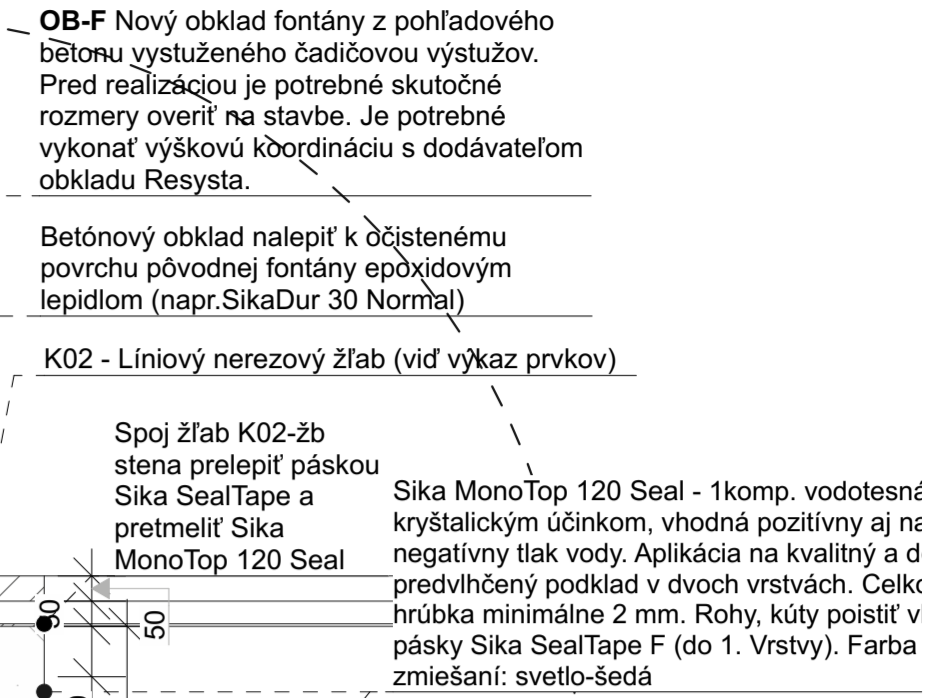 OB-F Nový obklad fontány z pohľadového
betonu vystuženého čadičovou výstužov.
Pred realizáciou je potrebné skutočné
rozmery overiť na stavbe. Je potrebné
vykonať výškovú koordináciu s dodávateľom
obkladu Resysta.
Betónový obklad nalepiť k očistenému
povrchu pôvodnej fontány epoxidovým
lepidlom (napr.SikaDur 30 Normal)
K02 - Líniový nerezový žľab (viď výkaz prvkov)
Spoj žľab K02-žb
stena prelepiť páskou
Sika SealTape a
pretmeliť Sika
MonoTop 120 Seal
Sika MonoTop 120 Seal - 1komp. vodotesná
kryštalickým účinkom, vhodná pozitívny aj
negatívny tlak vody. Aplikácia na kvalitný a
predvlhčený podklad v dvoch vrstvách.
hrúbka minimálne 2 mm. Rohy, kúty poistiť
pásky Sika SealTape F (do 1. Vrstvy). Farba
zmiešaní: svetlo-šedá
50